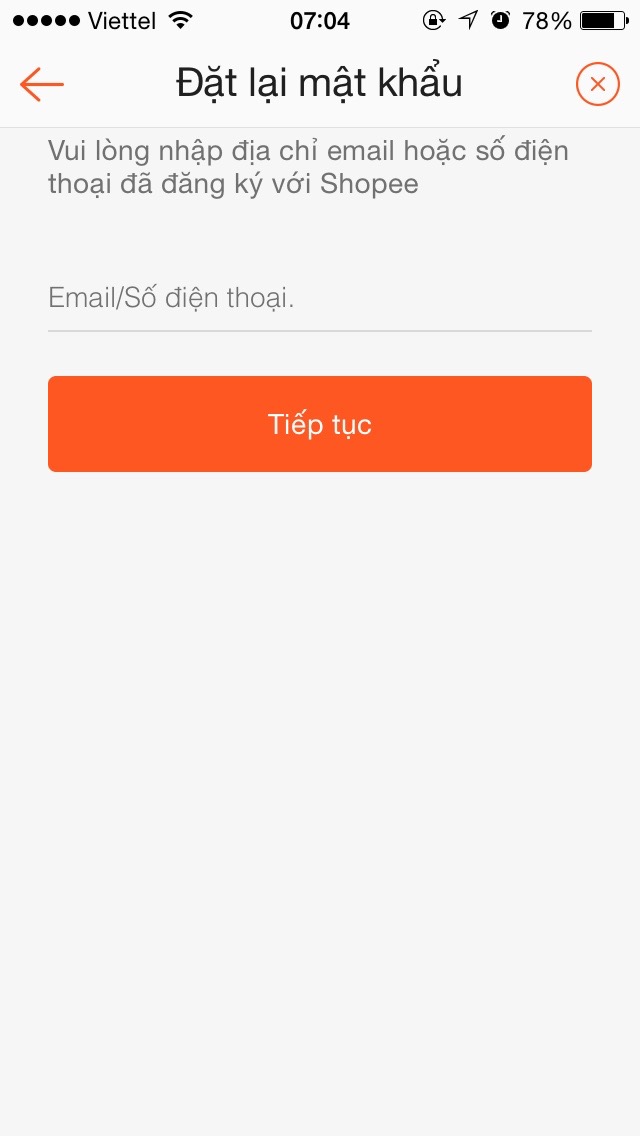 Viettel 07:04 78%
Đặt lại mật khẩu
Vui lòng nhập địa chỉ email hoặc số điện
thoại đã đăng ký với Shopee
Email/Số điện thoại.
Tiếp tục